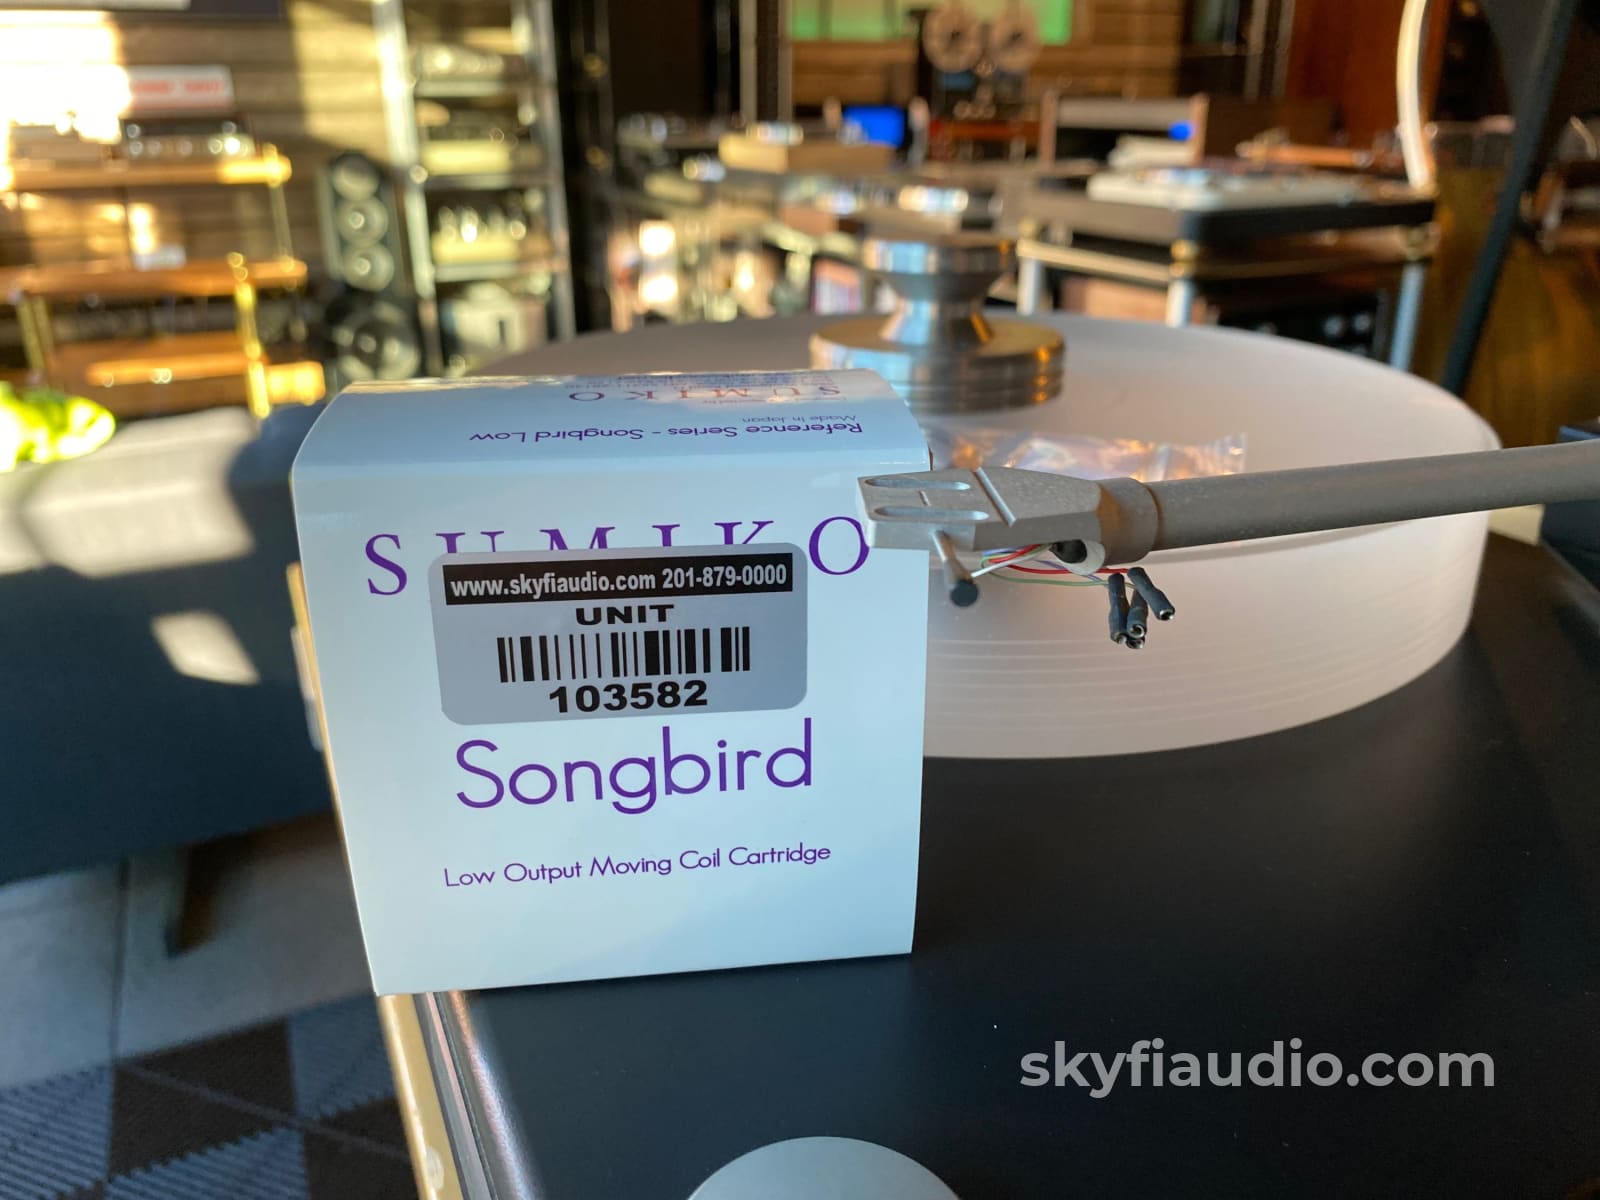 SUMIKO
Made In Japan
Reference Series - Songbird Low
SUMIKO
www.skyfiaudio.com 201-879-0000
UNIT
103582
Songbird
Low Output Moving Coil Cartridge
skyfiaudio.com